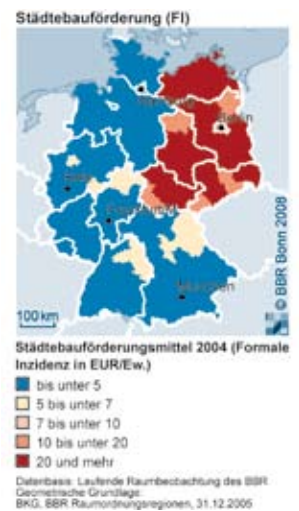 Städtebauförderung (FI)
Berlin
München
100 km
© BBR Bonn 2008
Städtebauförderungsmittel 2004 (Formale
Inzidenz in EUR/Ew.)
bis unter 5
5 bis unter 7
7 bis unter 10
10 bis unter 20
20 und mehr
Datenbasis: Laufende Raumbeobachtung des BBR
Geometrische Grundlage:
BKG, BBR Raumordnungsregionen, 31.12.2005